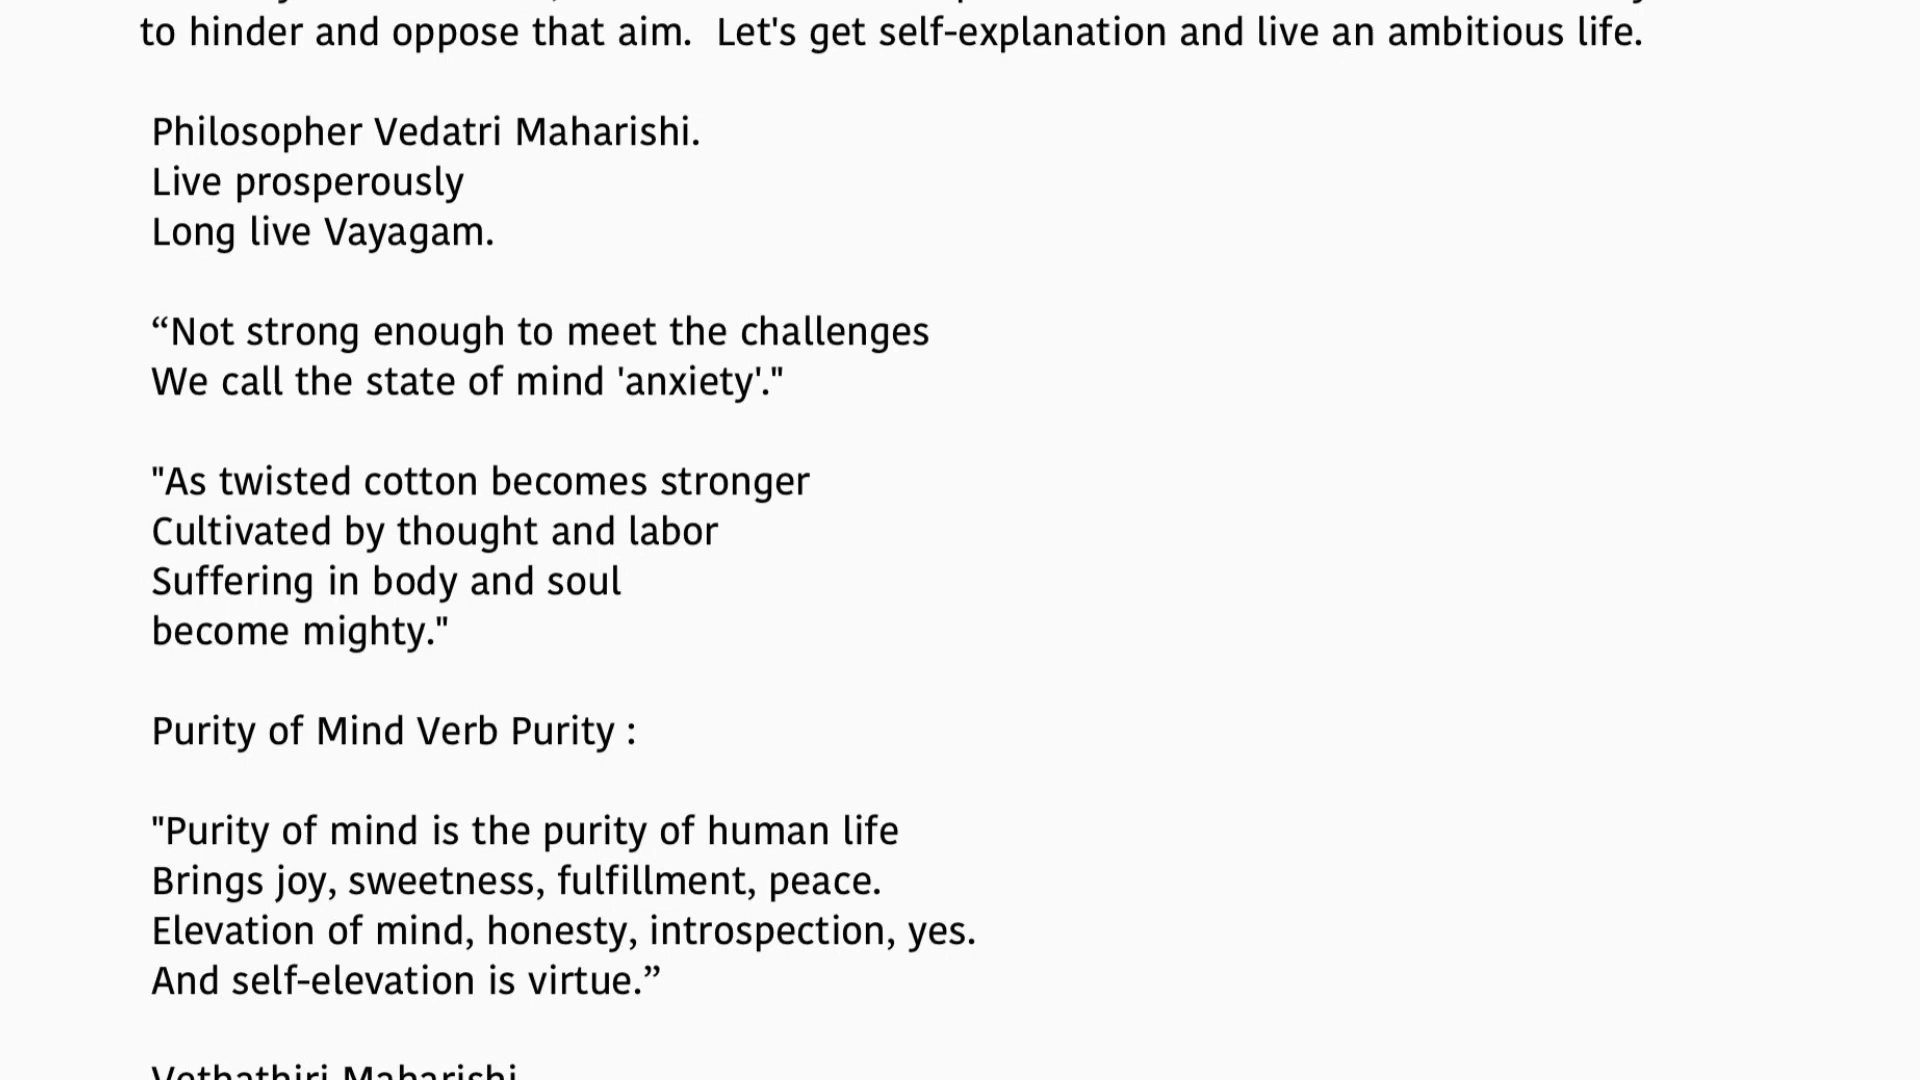 to hinder and oppose that aim.  Let's get self-explanation and live an ambitious life.
Philosopher Vedatri Maharishi.
Live prosperously
Long live Vayagam.
“Not strong enough to meet the challenges
We call the state of mind 'anxiety'."
"As twisted cotton becomes stronger
Cultivated by thought and labor
Suffering in body and soul
become mighty."
Purity of Mind Verb Purity :
"Purity of mind is the purity of human life
Brings joy, sweetness, fulfillment, peace.
Elevation of mind, honesty, introspection, yes.
And self-elevation is virtue.”
Vethathiri Maharishi